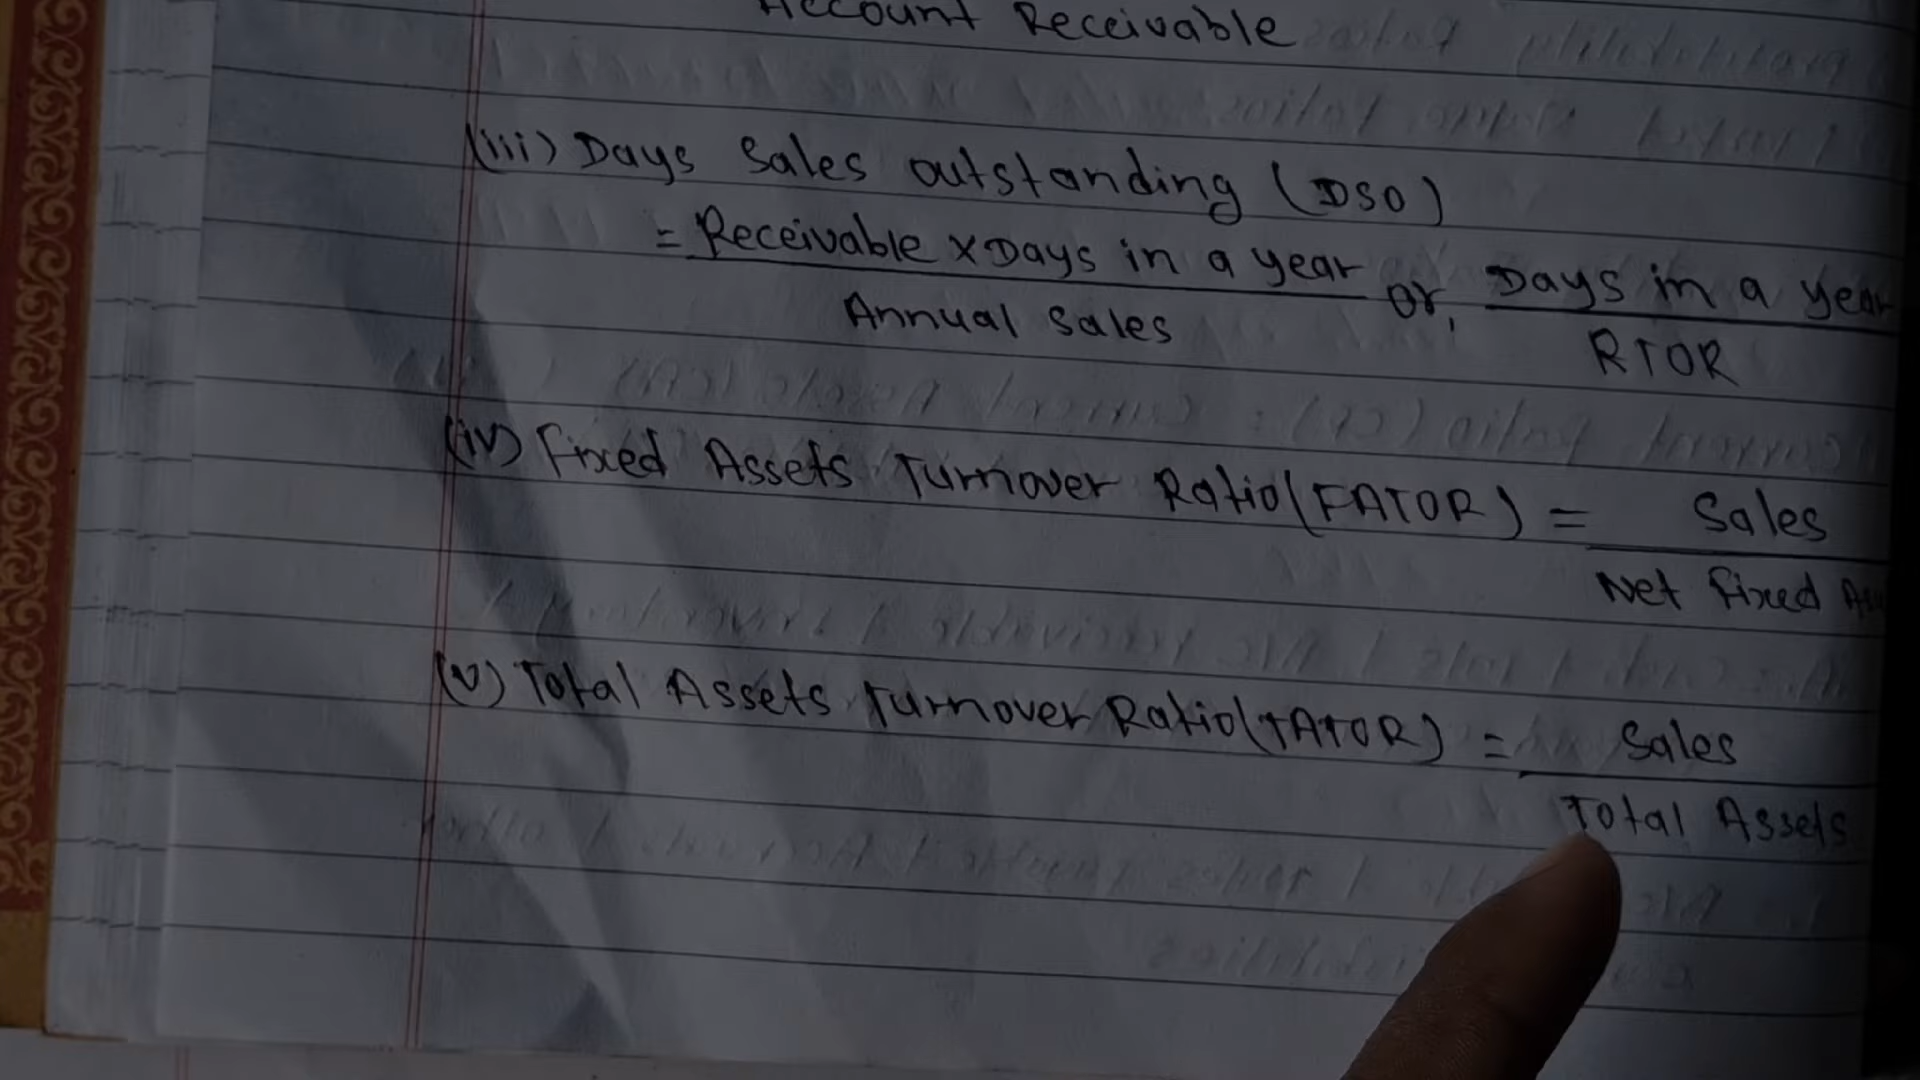 Account Receivable
(iii) Days Sales outstanding (DSO)
= Receivable x Days in a year or, Days in a year
Annual Sales RTOR
(iv) Fixed Assets Turnover Ratio (FATOR) = Sales
Net fixed
(v) Total Assets Turnover Ratio (TATOR) = Sales
Total Assets